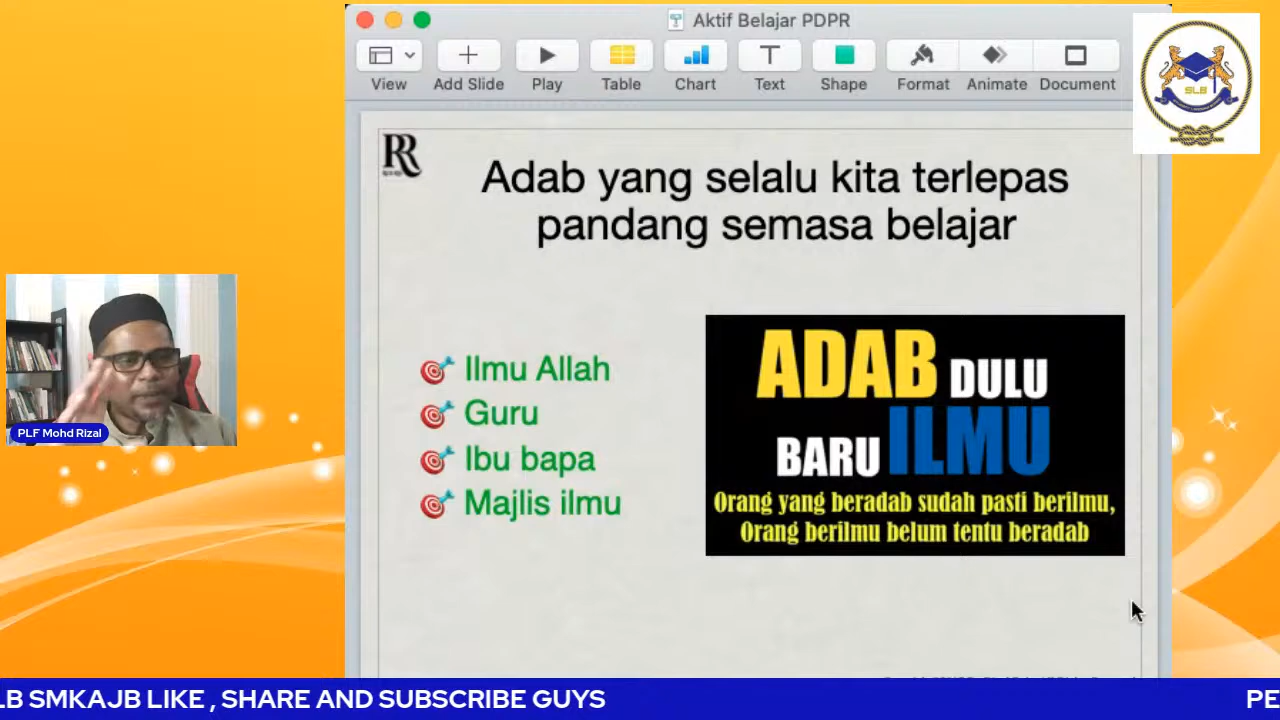 Aktif Belajar PDPR
View
Add Slide
Play
Table
Chart
Text
Shape
Format
Animate
Document
SLB
RR
Adab yang selalu kita terlepas
pandang semasa belajar
Ilmu Allah
Guru
Ibu bapa
Majlis ilmu
ADAB DULU
BARU ILMU
Orang yang beradab sudah pasti berilmu,
Orang berilmu belum tentu beradab
PLF Mohd Rizal
LB SMKAJB LIKE , SHARE AND SUBSCRIBE GUYS
PE